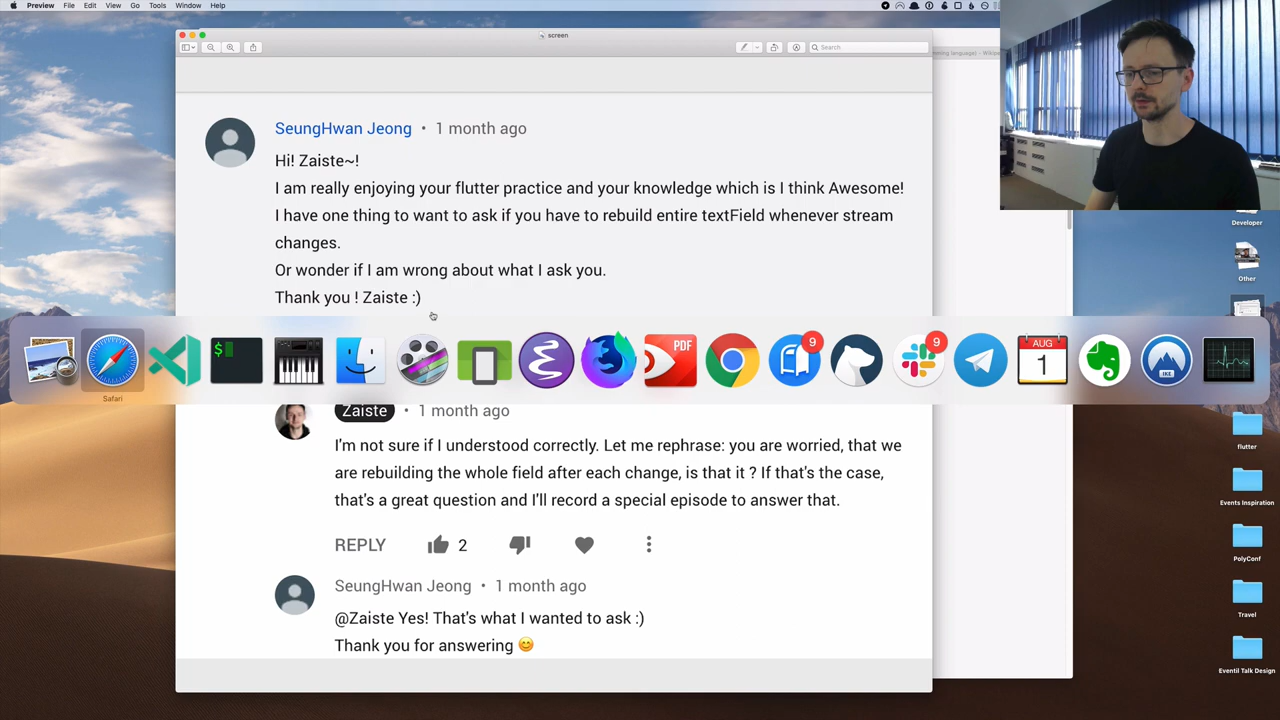 Preview File Edit View Go Tools Window Help
screen
Search
SeungHwan Jeong • 1 month ago
Hi! Zaiste~!
I am really enjoying your flutter practice and your knowledge which is I think Awesome!
I have one thing to want to ask if you have to rebuild entire textField whenever stream
changes.
Or wonder if I am wrong about what I ask you.
Thank you ! Zaiste :)
$
PDF
9
9
AUG
1
IKE
Safari
Zaiste • 1 month ago
I'm not sure if I understood correctly. Let me rephrase: you are worried, that we
are rebuilding the whole field after each change, is that it ? If that's the case,
that's a great question and I'll record a special episode to answer that.
REPLY 2
SeungHwan Jeong • 1 month ago
@Zaiste Yes! That's what I wanted to ask :)
Thank you for answering 😊
Developer
Other
flutter
Events Inspiration
PolyConf
Travel
Eventil Talk Design